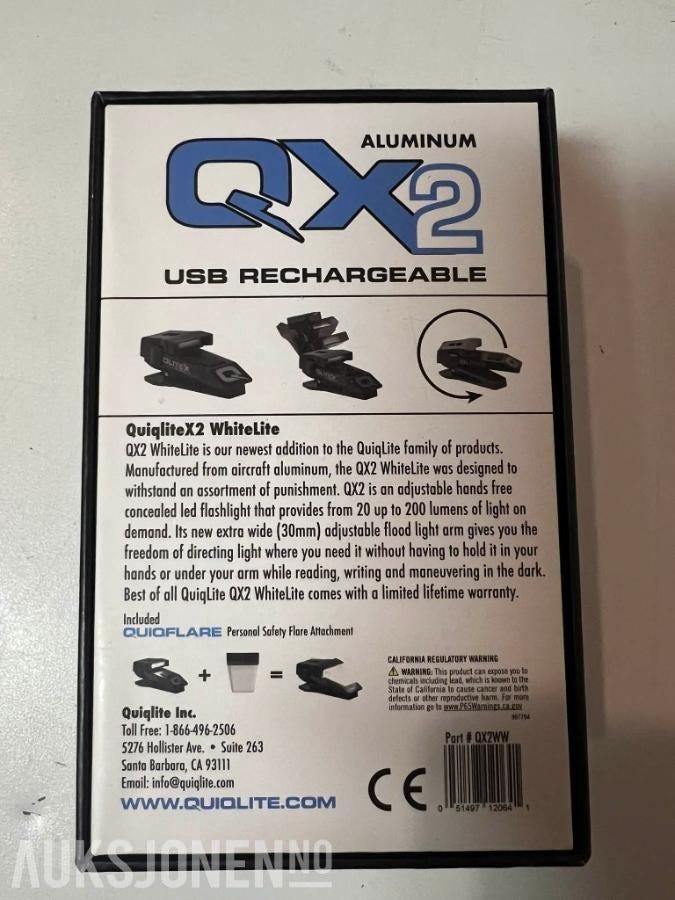 ALUMINUM
QX2
USB RECHARGEABLE
QuiqliteX2 WhiteLite
QX2 WhiteLite is our newest addition to the QuiqLite family of products.
Manufactured from aircraft aluminum, the QX2 WhiteLite was designed to
withstand an assortment of punishment. QX2 is an adjustable hands free
concealed led flashlight that provides from 20 up to 200 lumens of light on
demand. Its new extra wide (30mm) adjustable flood light arm gives you the
freedom of directing light where you need it without having to hold it in your
hands or under your arm while reading, writing and maneuvering in the dark.
Best of all QuiqLite QX2 WhiteLite comes with a limited lifetime warranty.
Included
QUIQFLARE Personal Safety Flare Attachment
+ =
CALIFORNIA REGULATORY WARNING
WARNING: This product can expose you to
chemicals including lead, which is known to the
State of California to cause cancer and birth
defects or other reproductive harm. For more
information go to www.P65Warnings.ca.gov
Quiqlite Inc.
Toll Free: 1-866-496-2506
5276 Hollister Ave. • Suite 263
Santa Barbara, CA 93111
Email: info@quiqlite.com
WWW.QUIQLITE.COM
CE
Part # QX2WW
0 51497 12064 1
AUKSJONEN.NO